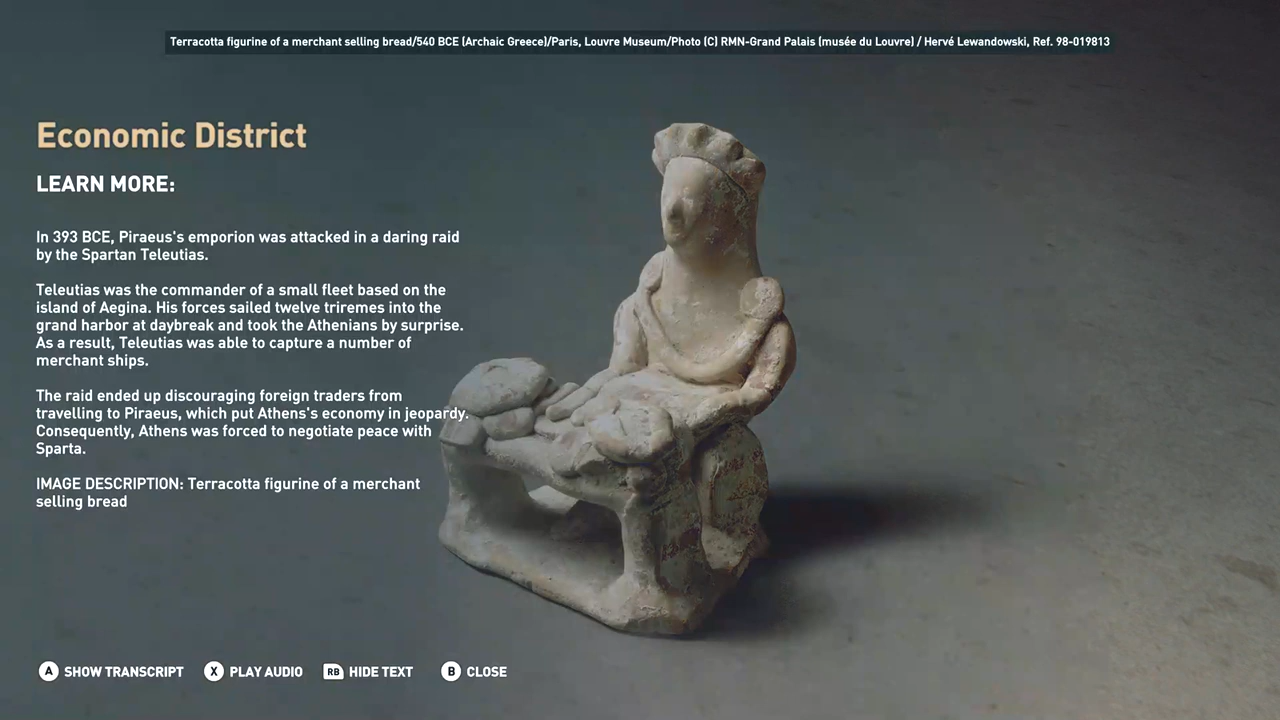 Terracotta figurine of a merchant selling bread/540 BCE (Archaic Greece)/Paris, Louvre Museum/Photo (C) RMN-Grand Palais (musée du Louvre) / Hervé Lewandowski, Ref. 98-019813
Economic District
LEARN MORE:
In 393 BCE, Piraeus's emporion was attacked in a daring raid
by the Spartan Teleutias.
Teleutias was the commander of a small fleet based on the
island of Aegina. His forces sailed twelve triremes into the
grand harbor at daybreak and took the Athenians by surprise.
As a result, Teleutias was able to capture a number of
merchant ships.
The raid ended up discouraging foreign traders from
travelling to Piraeus, which put Athens's economy in jeopardy.
Consequently, Athens was forced to negotiate peace with
Sparta.
IMAGE DESCRIPTION: Terracotta figurine of a merchant
selling bread
A SHOW TRANSCRIPT X PLAY AUDIO RB HIDE TEXT B CLOSE